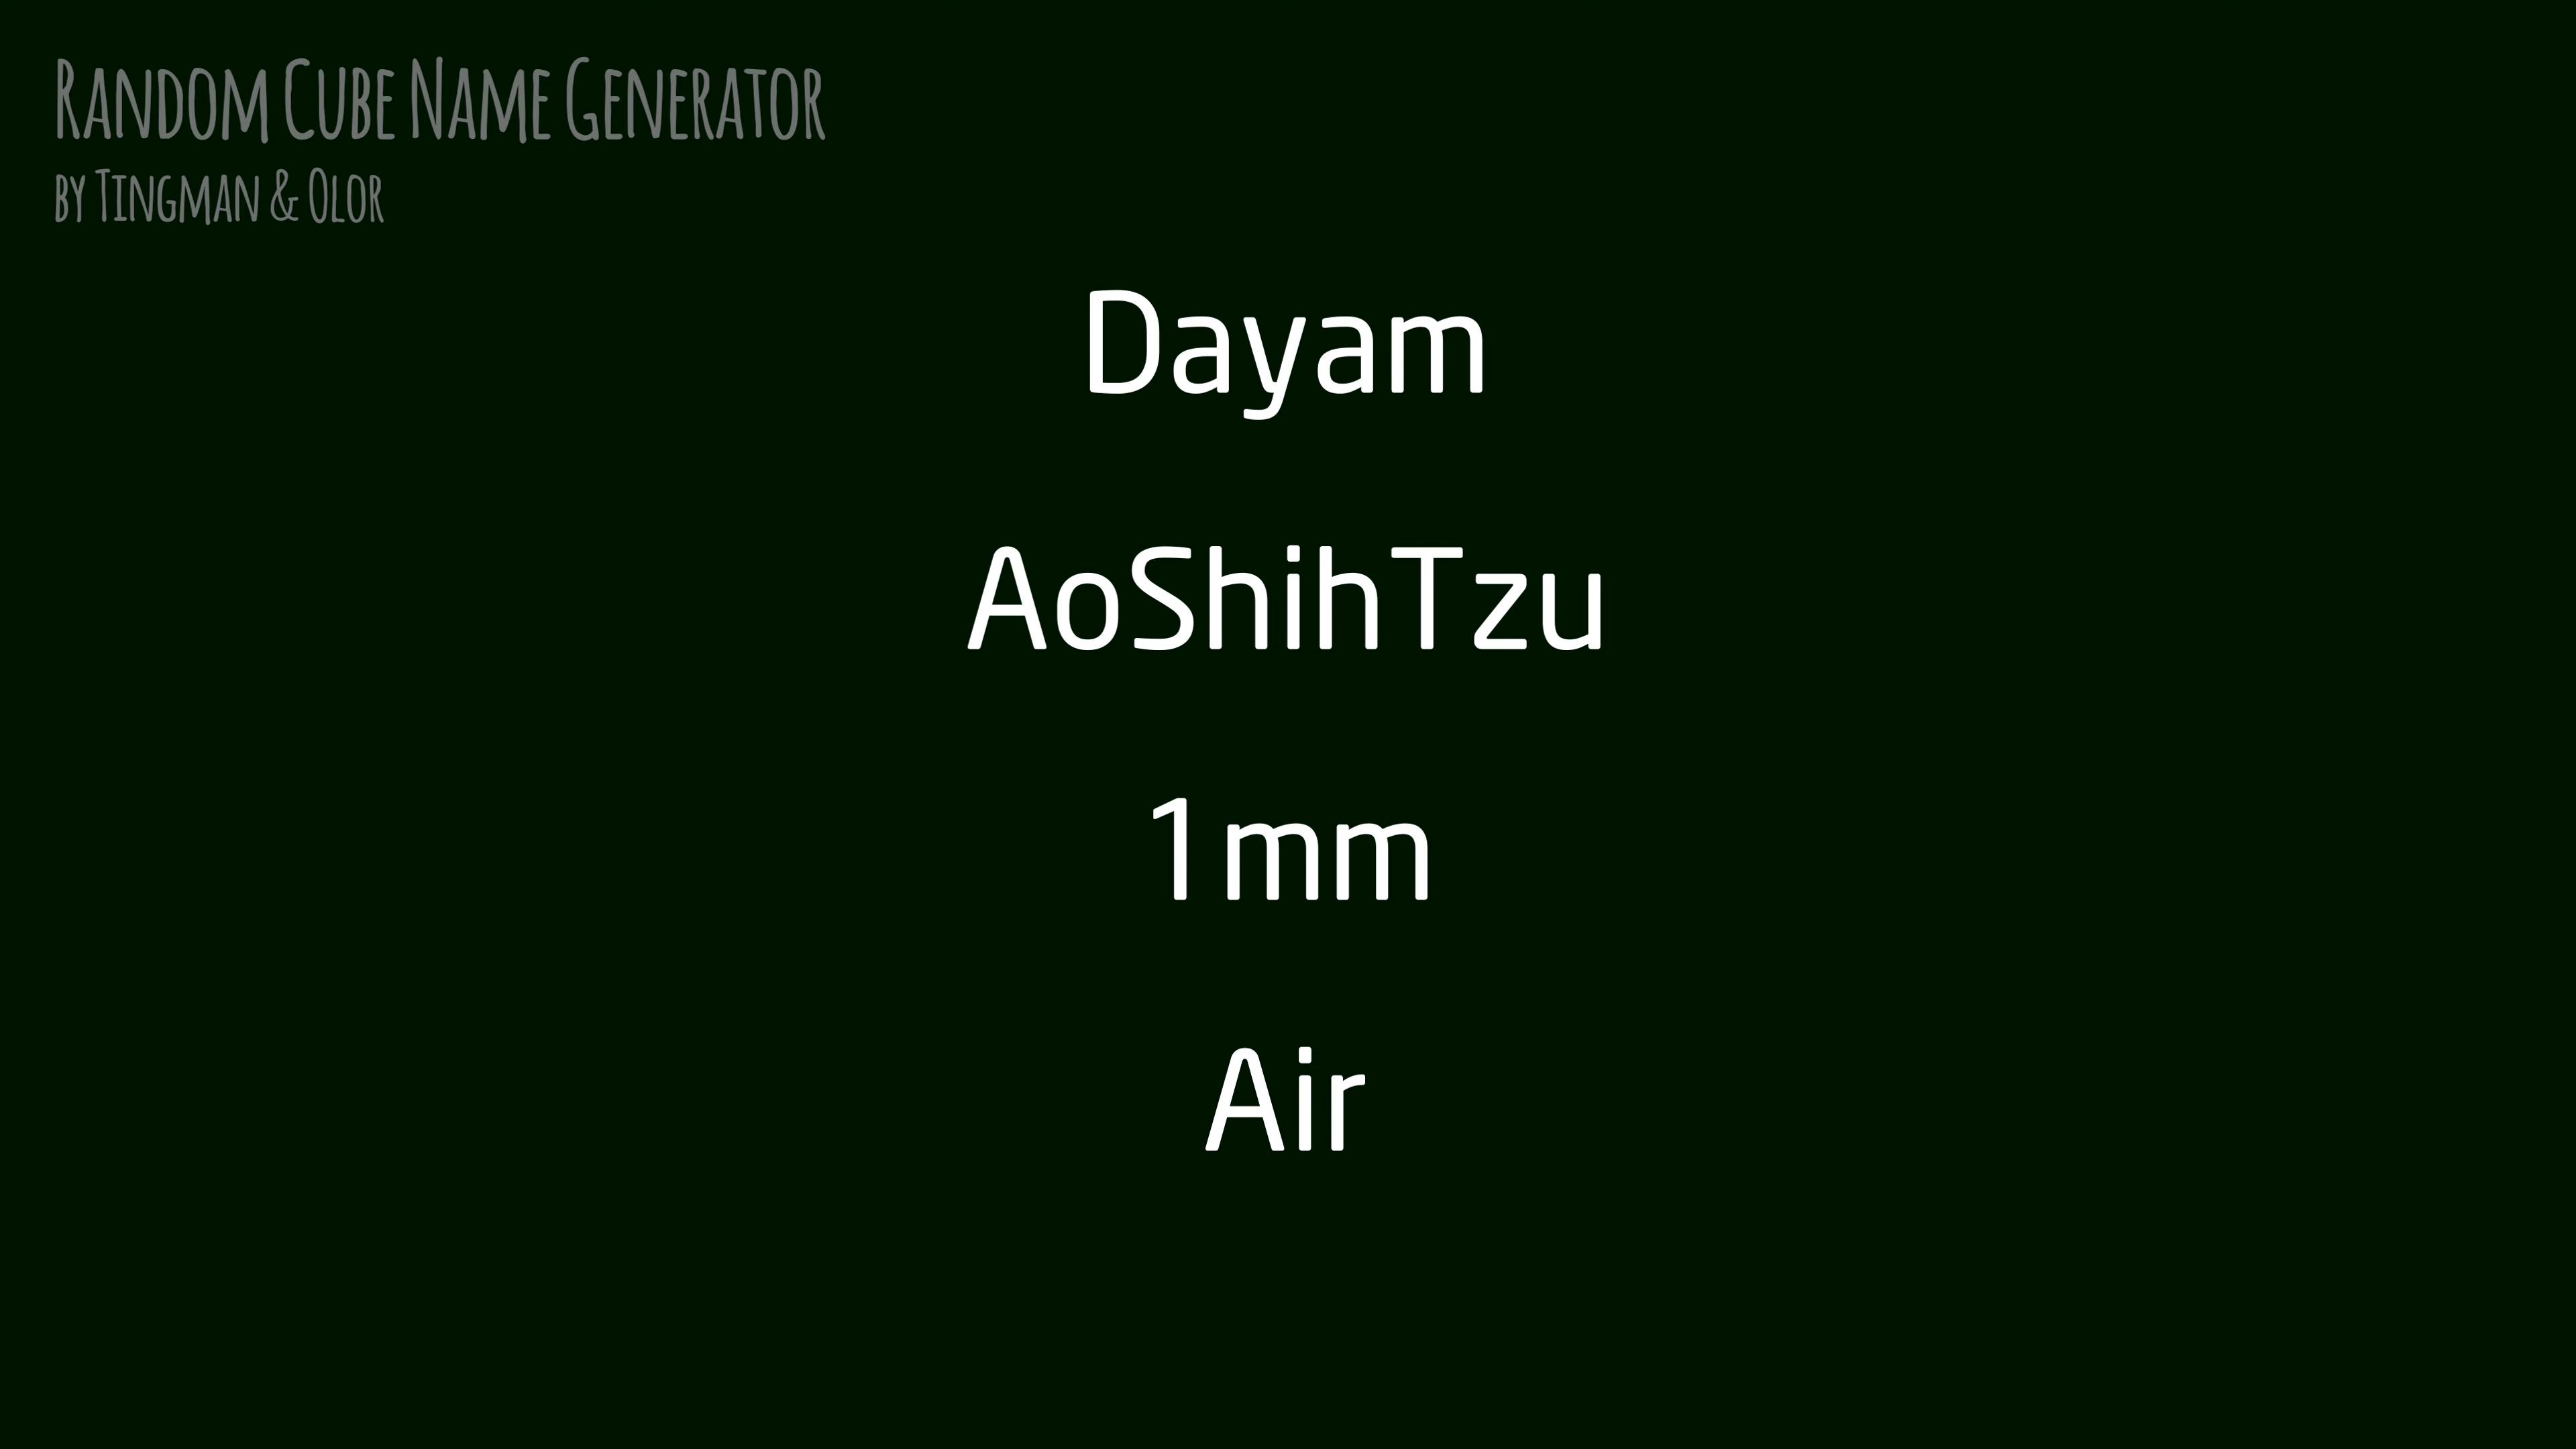 Random Cube Name Generator
by Tingman & Olor
Dayam
AoShihTzu
1mm
Air